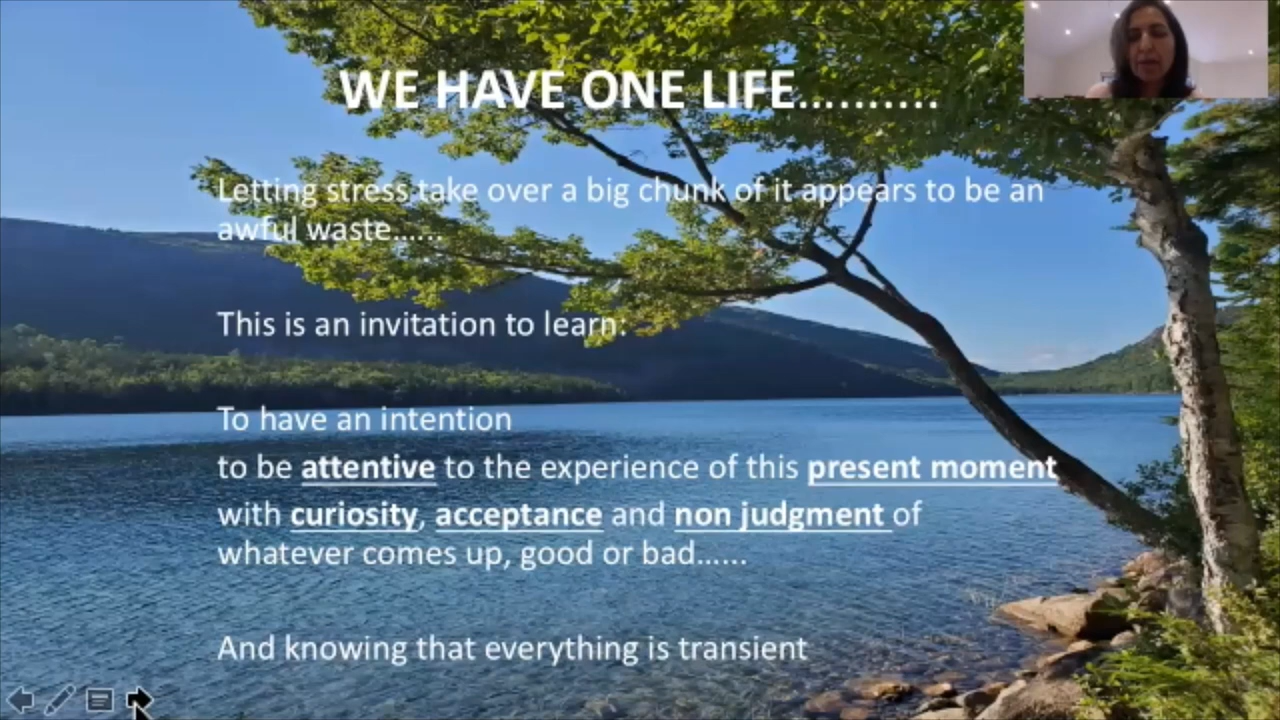 WE HAVE ONE LIFE..........
Letting stress take over a big chunk of it appears to be an
awful waste......
This is an invitation to learn:
To have an intention
to be attentive to the experience of this present moment
with curiosity, acceptance and non judgment of
whatever comes up, good or bad......
And knowing that everything is transient